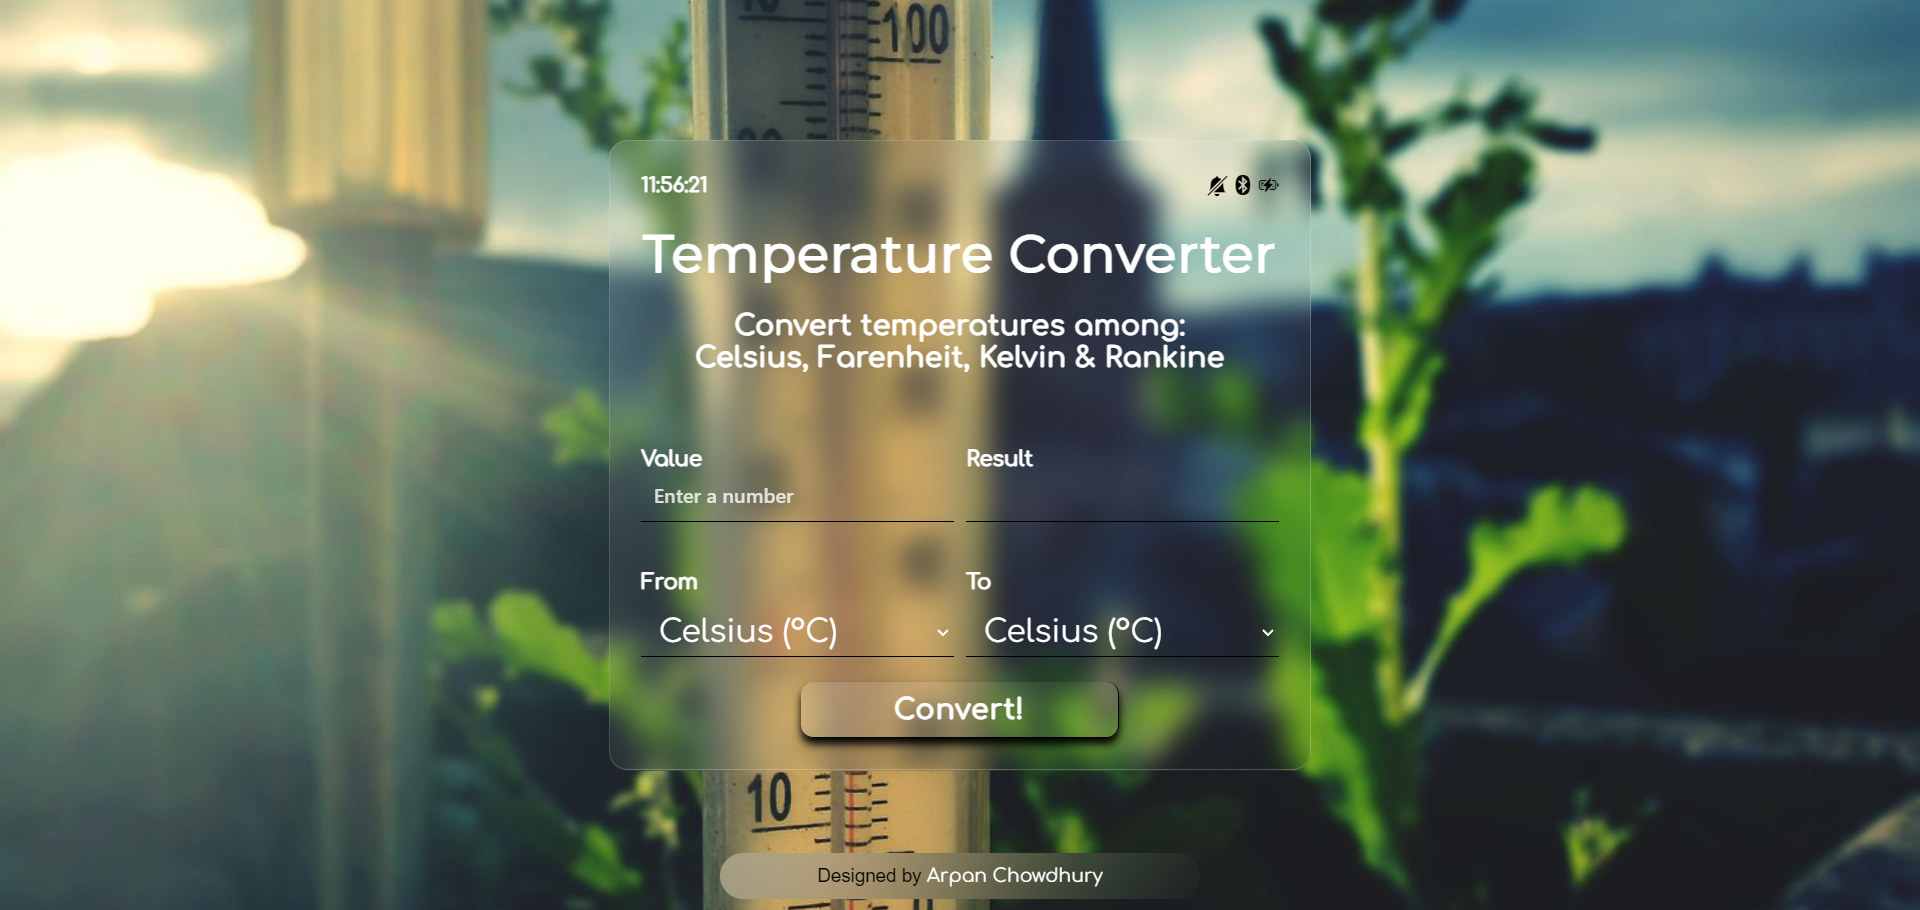 100
11:56:21
Temperature Converter
Convert temperatures among:
Celsius, Farenheit, Kelvin & Rankine
Value
Result
Enter a number
From
To
Celsius (°C)
Celsius (°C)
Convert!
10
Designed by Arpan Chowdhury